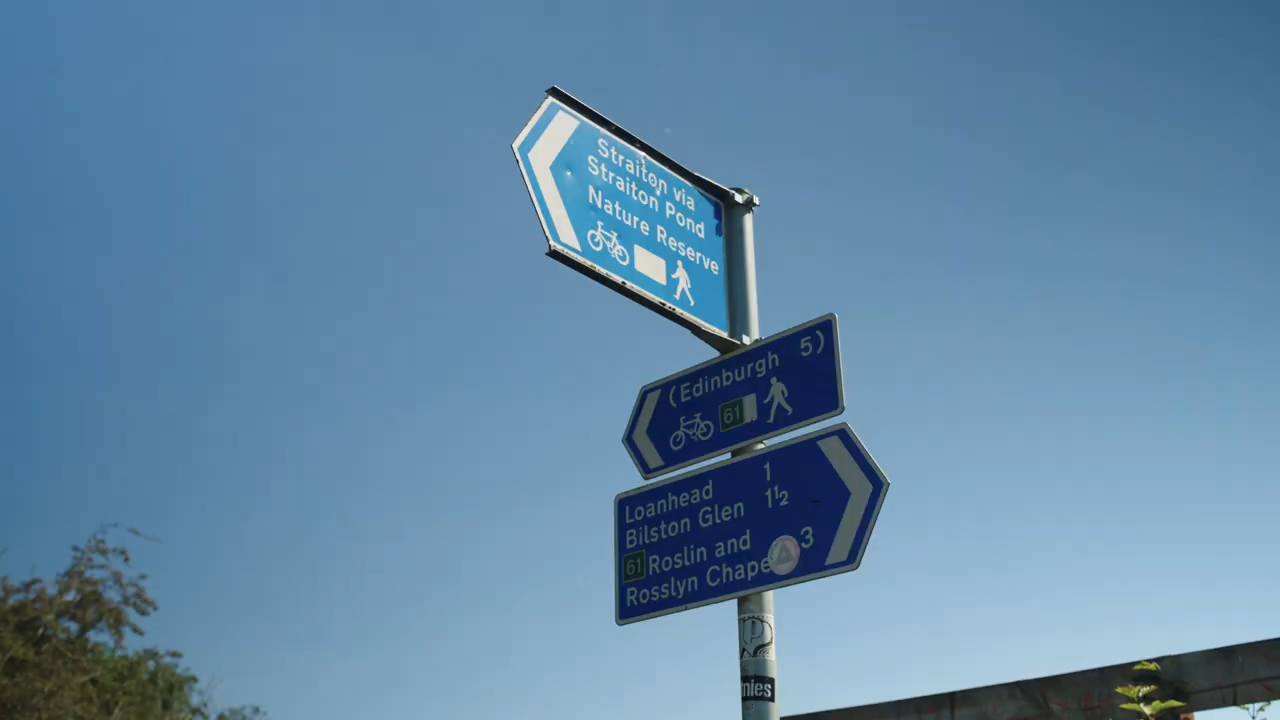 Straiton via
Straiton Pond
Nature Reserve
(Edinburgh 5)
61
Loanhead 1
Bilston Glen 1½
61 Roslin and
Rosslyn Chape 3
nies